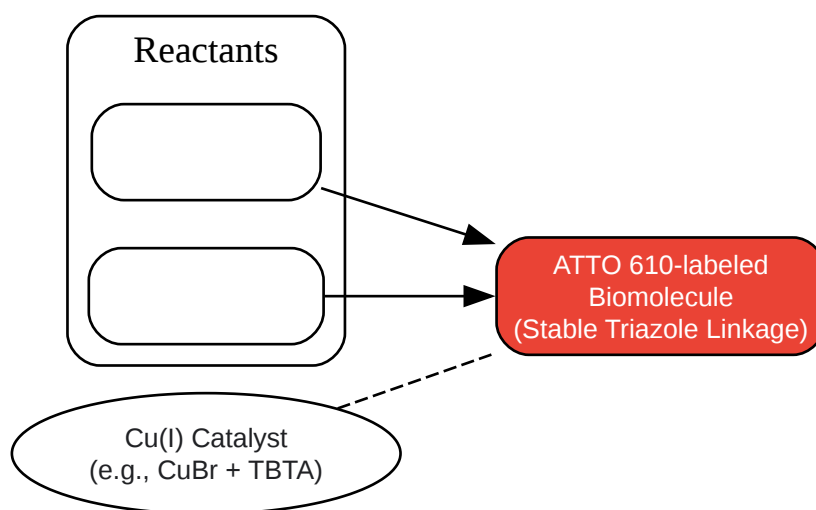 Reactants
ATTO 610-labeled
Biomolecule
(Stable Triazole Linkage)
Cu(I) Catalyst
(e.g., CuBr + TBTA)